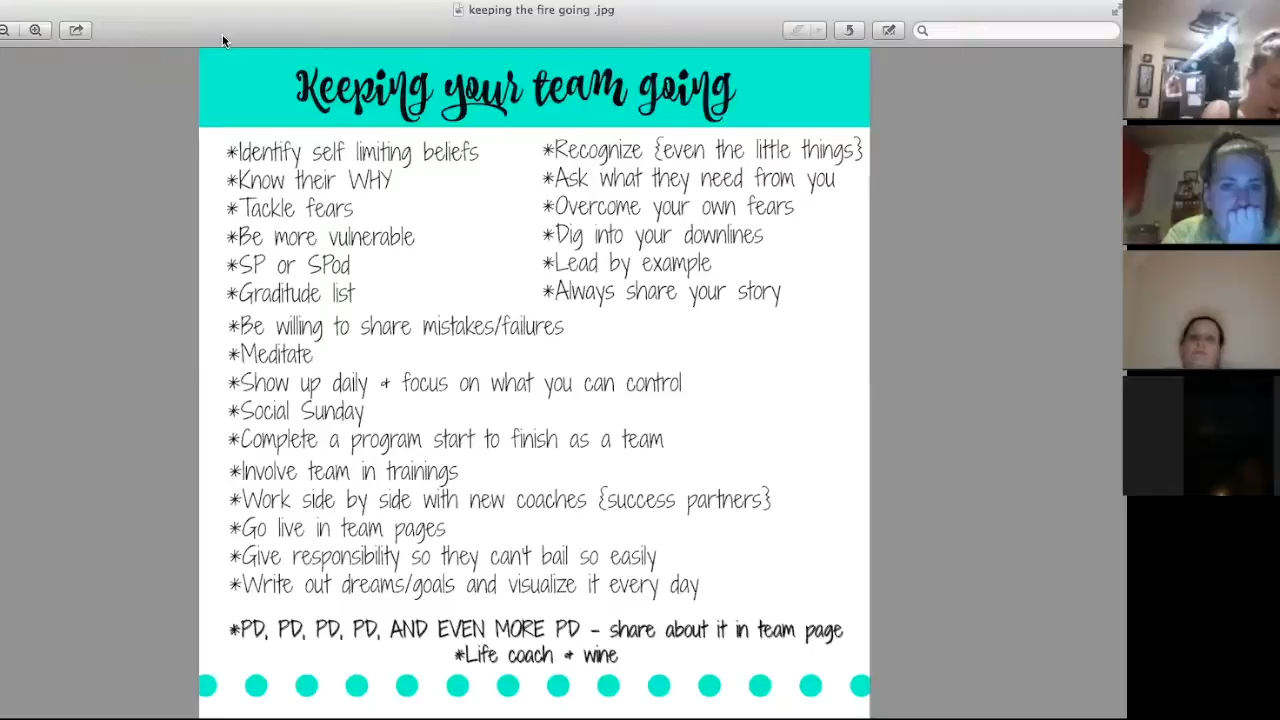 keeping the fire going .jpg
Keeping your team going
*Identify self limiting beliefs
*Know their WHY
*Tackle fears
*Be more vulnerable
*SP or SPod
*Graditude list
*Recognize {even the little things}
*Ask what they need from you
*Overcome your own fears
*Dig into your downlines
*Lead by example
*Always share your story
*Be willing to share mistakes/failures
*Meditate
*Show up daily + focus on what you can control
*Social Sunday
*Complete a program start to finish as a team
*Involve team in trainings
*Work side by side with new coaches {success partners}
*Go live in team pages
*Give responsibility so they can't bail so easily
*Write out dreams/goals and visualize it every day
*PD, PD, PD, PD, AND EVEN MORE PD - share about it in team page
*Life coach + wine